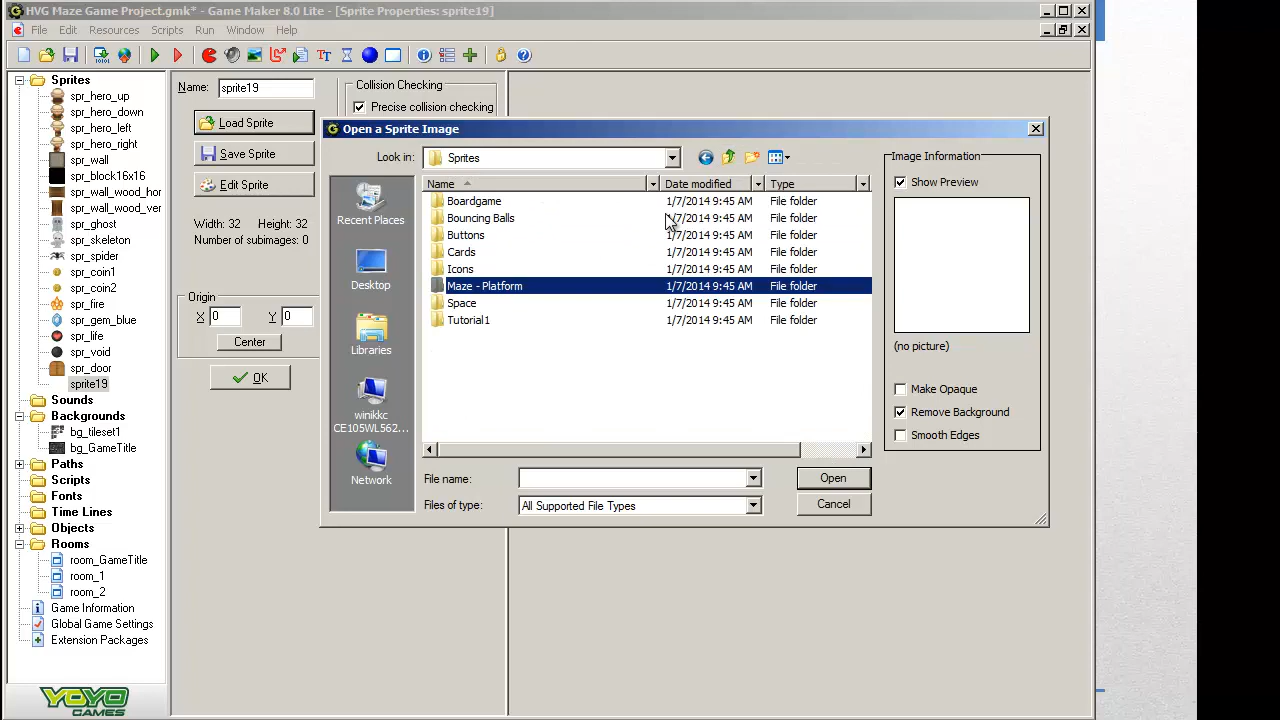 HVG Maze Game Project.gmk* - Game Maker 8.0 Lite - [Sprite Properties: sprite19]
File Edit Resources Scripts Run Window Help
Sprites
spr_hero_up
spr_hero_down
spr_hero_left
spr_hero_right
spr_wall
spr_block16x16
spr_wall_wood_hor
spr_wall_wood_ver
spr_ghost
spr_skeleton
spr_spider
spr_coin1
spr_coin2
spr_fire
spr_gem_blue
spr_life
spr_void
spr_door
sprite19
Sounds
Backgrounds
bg_tileset1
bg_GameTitle
Paths
Scripts
Fonts
Time Lines
Objects
Rooms
room_GameTitle
room_1
room_2
Game Information
Global Game Settings
Extension Packages
YOYO
GAMES
Name: sprite19
Load Sprite
Save Sprite
Edit Sprite
Width: 32 Height: 32
Number of subimages: 0
Origin
X 0 Y 0
Center
OK
Collision Checking
Precise collision checking
Open a Sprite Image
Look in: Sprites
Recent Places
Desktop
Libraries
winikkc
CE105WL562...
Network
Name Date modified Type
Boardgame 1/7/2014 9:45 AM File folder
Bouncing Balls 1/7/2014 9:45 AM File folder
Buttons 1/7/2014 9:45 AM File folder
Cards 1/7/2014 9:45 AM File folder
Icons 1/7/2014 9:45 AM File folder
Maze - Platform 1/7/2014 9:45 AM File folder
Space 1/7/2014 9:45 AM File folder
Tutorial1 1/7/2014 9:45 AM File folder
File name: Open
Files of type: All Supported File Types Cancel
Image Information
Show Preview
(no picture)
Make Opaque
Remove Background
Smooth Edges